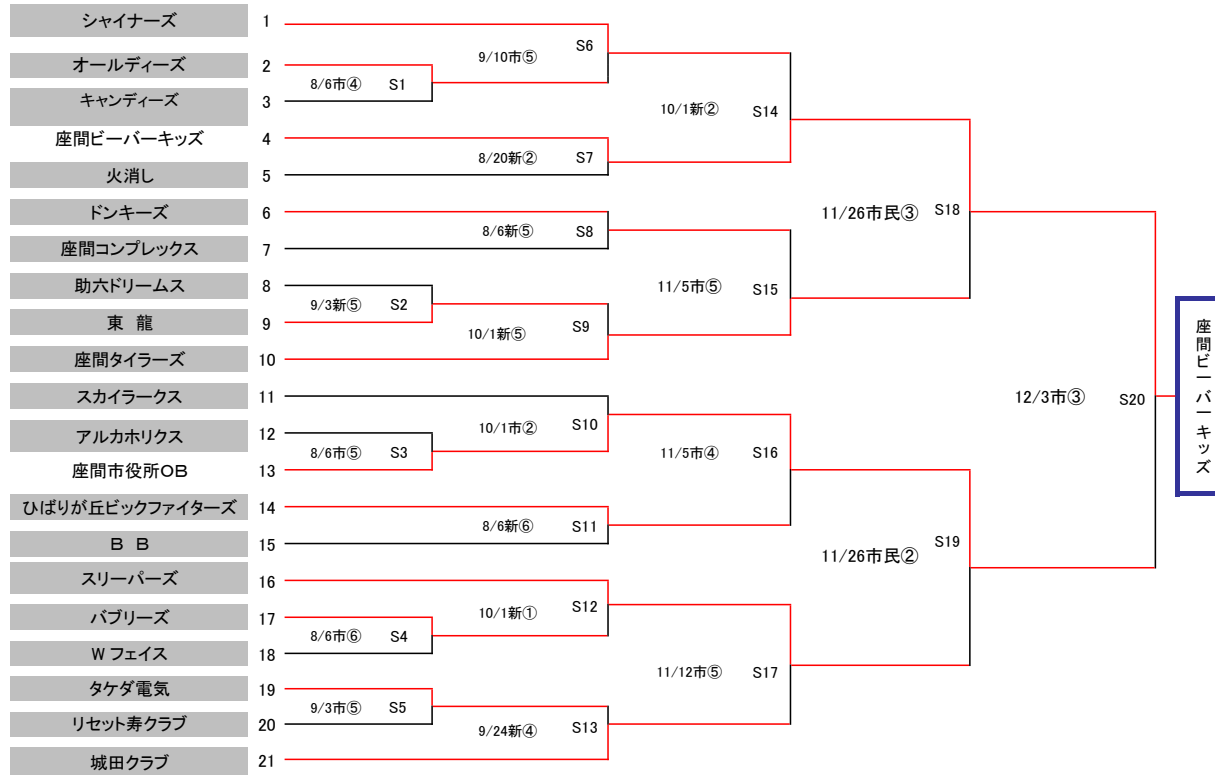 シャイナーズ 1
S6
9/10市⑤
オールディーズ 2
8/6市④ S1
キャンディーズ 3
10/1新② S14
座間ビーバーキッズ 4
8/20新② S7
火消し 5
ドンキーズ 6
11/26市民③ S18
8/6新⑤ S8
座間コンプレックス 7
助六ドリームス 8
11/5市⑤ S15
9/3新⑤ S2
東 龍 9
10/1新⑤ S9
座間タイラーズ 10
座間ビーバーキッズ
スカイラークス 11
12/3市③ S20
アルカホリクス 12
10/1市② S10
8/6市⑤ S3
11/5市④ S16
座間市役所OB 13
ひばりが丘ビックファイターズ 14
8/6新⑥ S11
B B 15
11/26市民② S19
スリーパーズ 16
バブリーズ 17
10/1新① S12
8/6市⑥ S4
W フェイス 18
11/12市⑤ S17
タケダ電気 19
9/3市⑤ S5
リセット寿クラブ 20
9/24新④ S13
城田クラブ 21